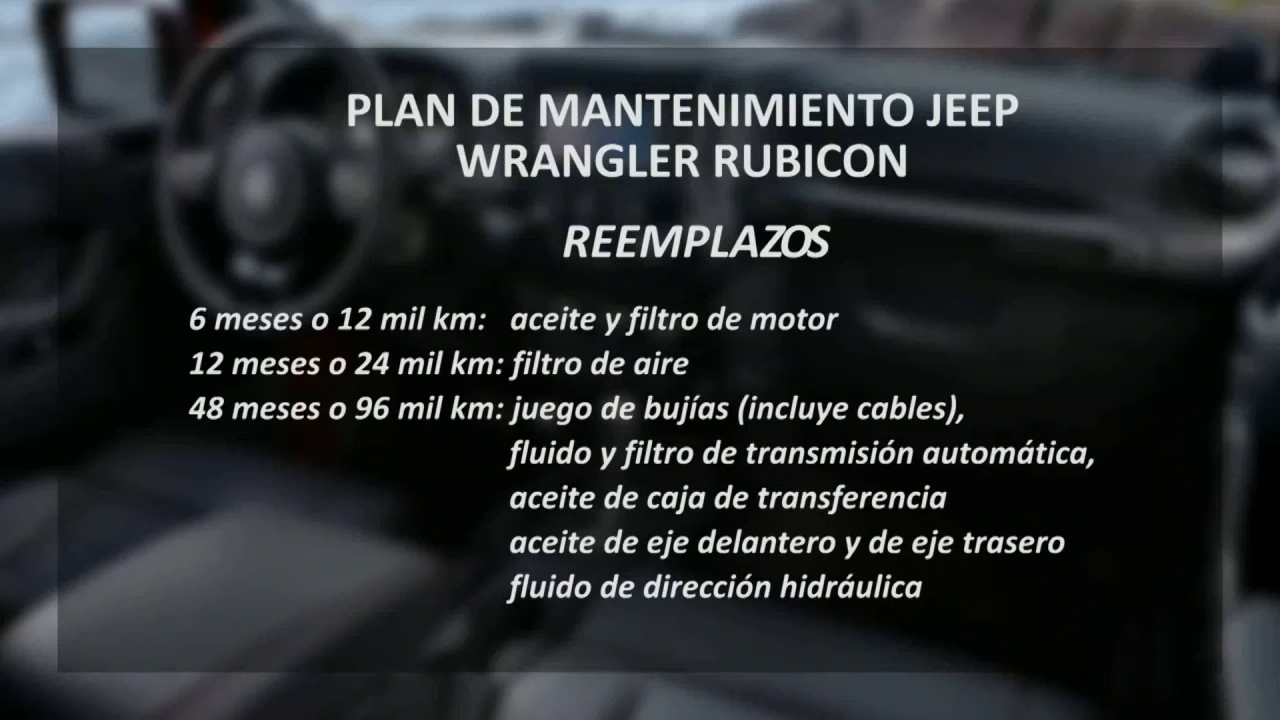 PLAN DE MANTENIMIENTO JEEP
WRANGLER RUBICON
REEMPLAZOS
6 meses o 12 mil km: aceite y filtro de motor
12 meses o 24 mil km: filtro de aire
48 meses o 96 mil km: juego de bujías (incluye cables),
fluido y filtro de transmisión automática,
aceite de caja de transferencia
aceite de eje delantero y de eje trasero
fluido de dirección hidráulica